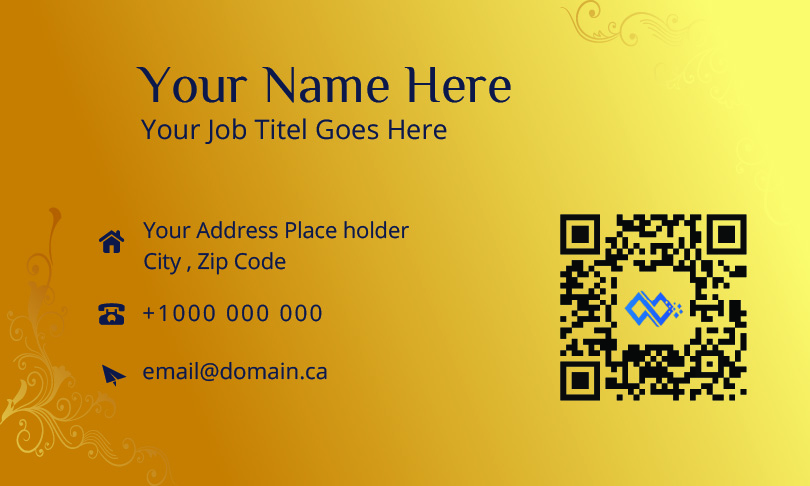 Your Name Here
Your Job Titel Goes Here
Your Address Place holder
City , Zip Code
+1000 000 000
email@domain.ca